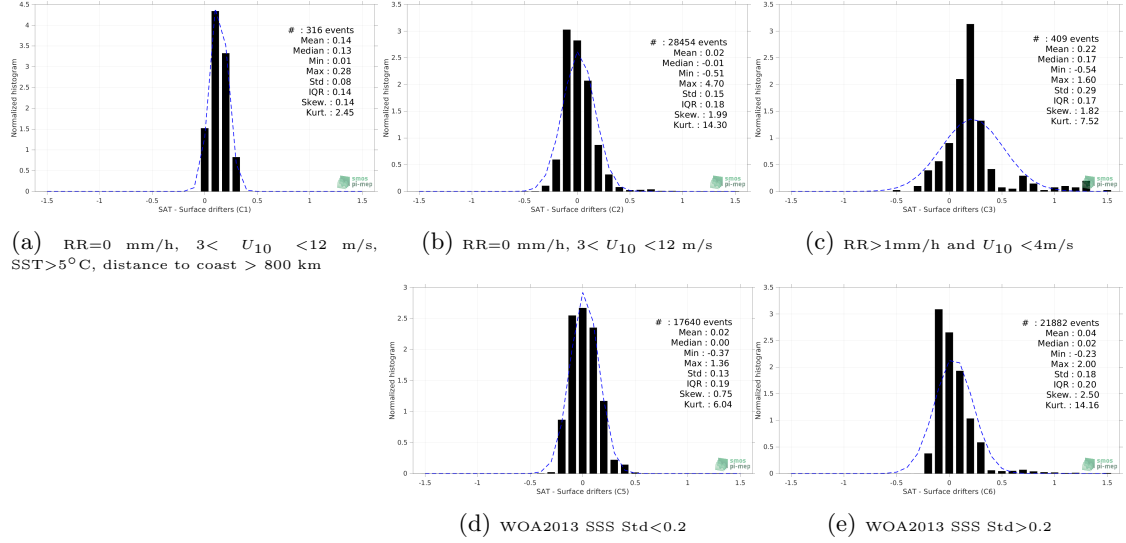 4.5
4
3.5
3
2.5
2
1.5
1
0.5
0
Normalized histogram
# : 316 events
Mean : 0.14
Median : 0.13
Min : 0.01
Max : 0.28
Std : 0.08
IQR : 0.14
Skew. : 0.14
Kurt. : 2.45
smos
pi-mep
-1.5 -1 -0.5 0 0.5 1 1.5
SAT - Surface drifters (C1)
(a) RR=0 mm/h, 3< U10 <12 m/s,
SST>5°C, distance to coast > 800 km
3.5
3
2.5
2
1.5
1
0.5
0
Normalized histogram
# : 28454 events
Mean : 0.02
Median : -0.01
Min : -0.51
Max : 4.70
Std : 0.15
IQR : 0.18
Skew. : 1.99
Kurt. : 14.30
smos
pi-mep
-1.5 -1 -0.5 0 0.5 1 1.5
SAT - Surface drifters (C2)
(b) RR=0 mm/h, 3< U10 <12 m/s
3.5
3
2.5
2
1.5
1
0.5
0
Normalized histogram
# : 409 events
Mean : 0.22
Median : 0.17
Min : -0.54
Max : 1.60
Std : 0.29
IQR : 0.17
Skew. : 1.82
Kurt. : 7.52
smos
pi-mep
-1.5 -1 -0.5 0 0.5 1 1.5
SAT - Surface drifters (C3)
(c) RR>1mm/h and U10 <4m/s
3
2.5
2
1.5
1
0.5
0
Normalized histogram
# : 17640 events
Mean : 0.02
Median : 0.00
Min : -0.37
Max : 1.36
Std : 0.13
IQR : 0.19
Skew. : 0.75
Kurt. : 6.04
smos
pi-mep
-1.5 -1 -0.5 0 0.5 1 1.5
SAT - Surface drifters (C5)
(d) WOA2013 SSS Std<0.2
3.5
3
2.5
2
1.5
1
0.5
0
Normalized histogram
# : 21882 events
Mean : 0.04
Median : 0.02
Min : -0.23
Max : 2.00
Std : 0.18
IQR : 0.20
Skew. : 2.50
Kurt. : 14.16
smos
pi-mep
-1.5 -1 -0.5 0 0.5 1 1.5
SAT - Surface drifters (C6)
(e) WOA2013 SSS Std>0.2